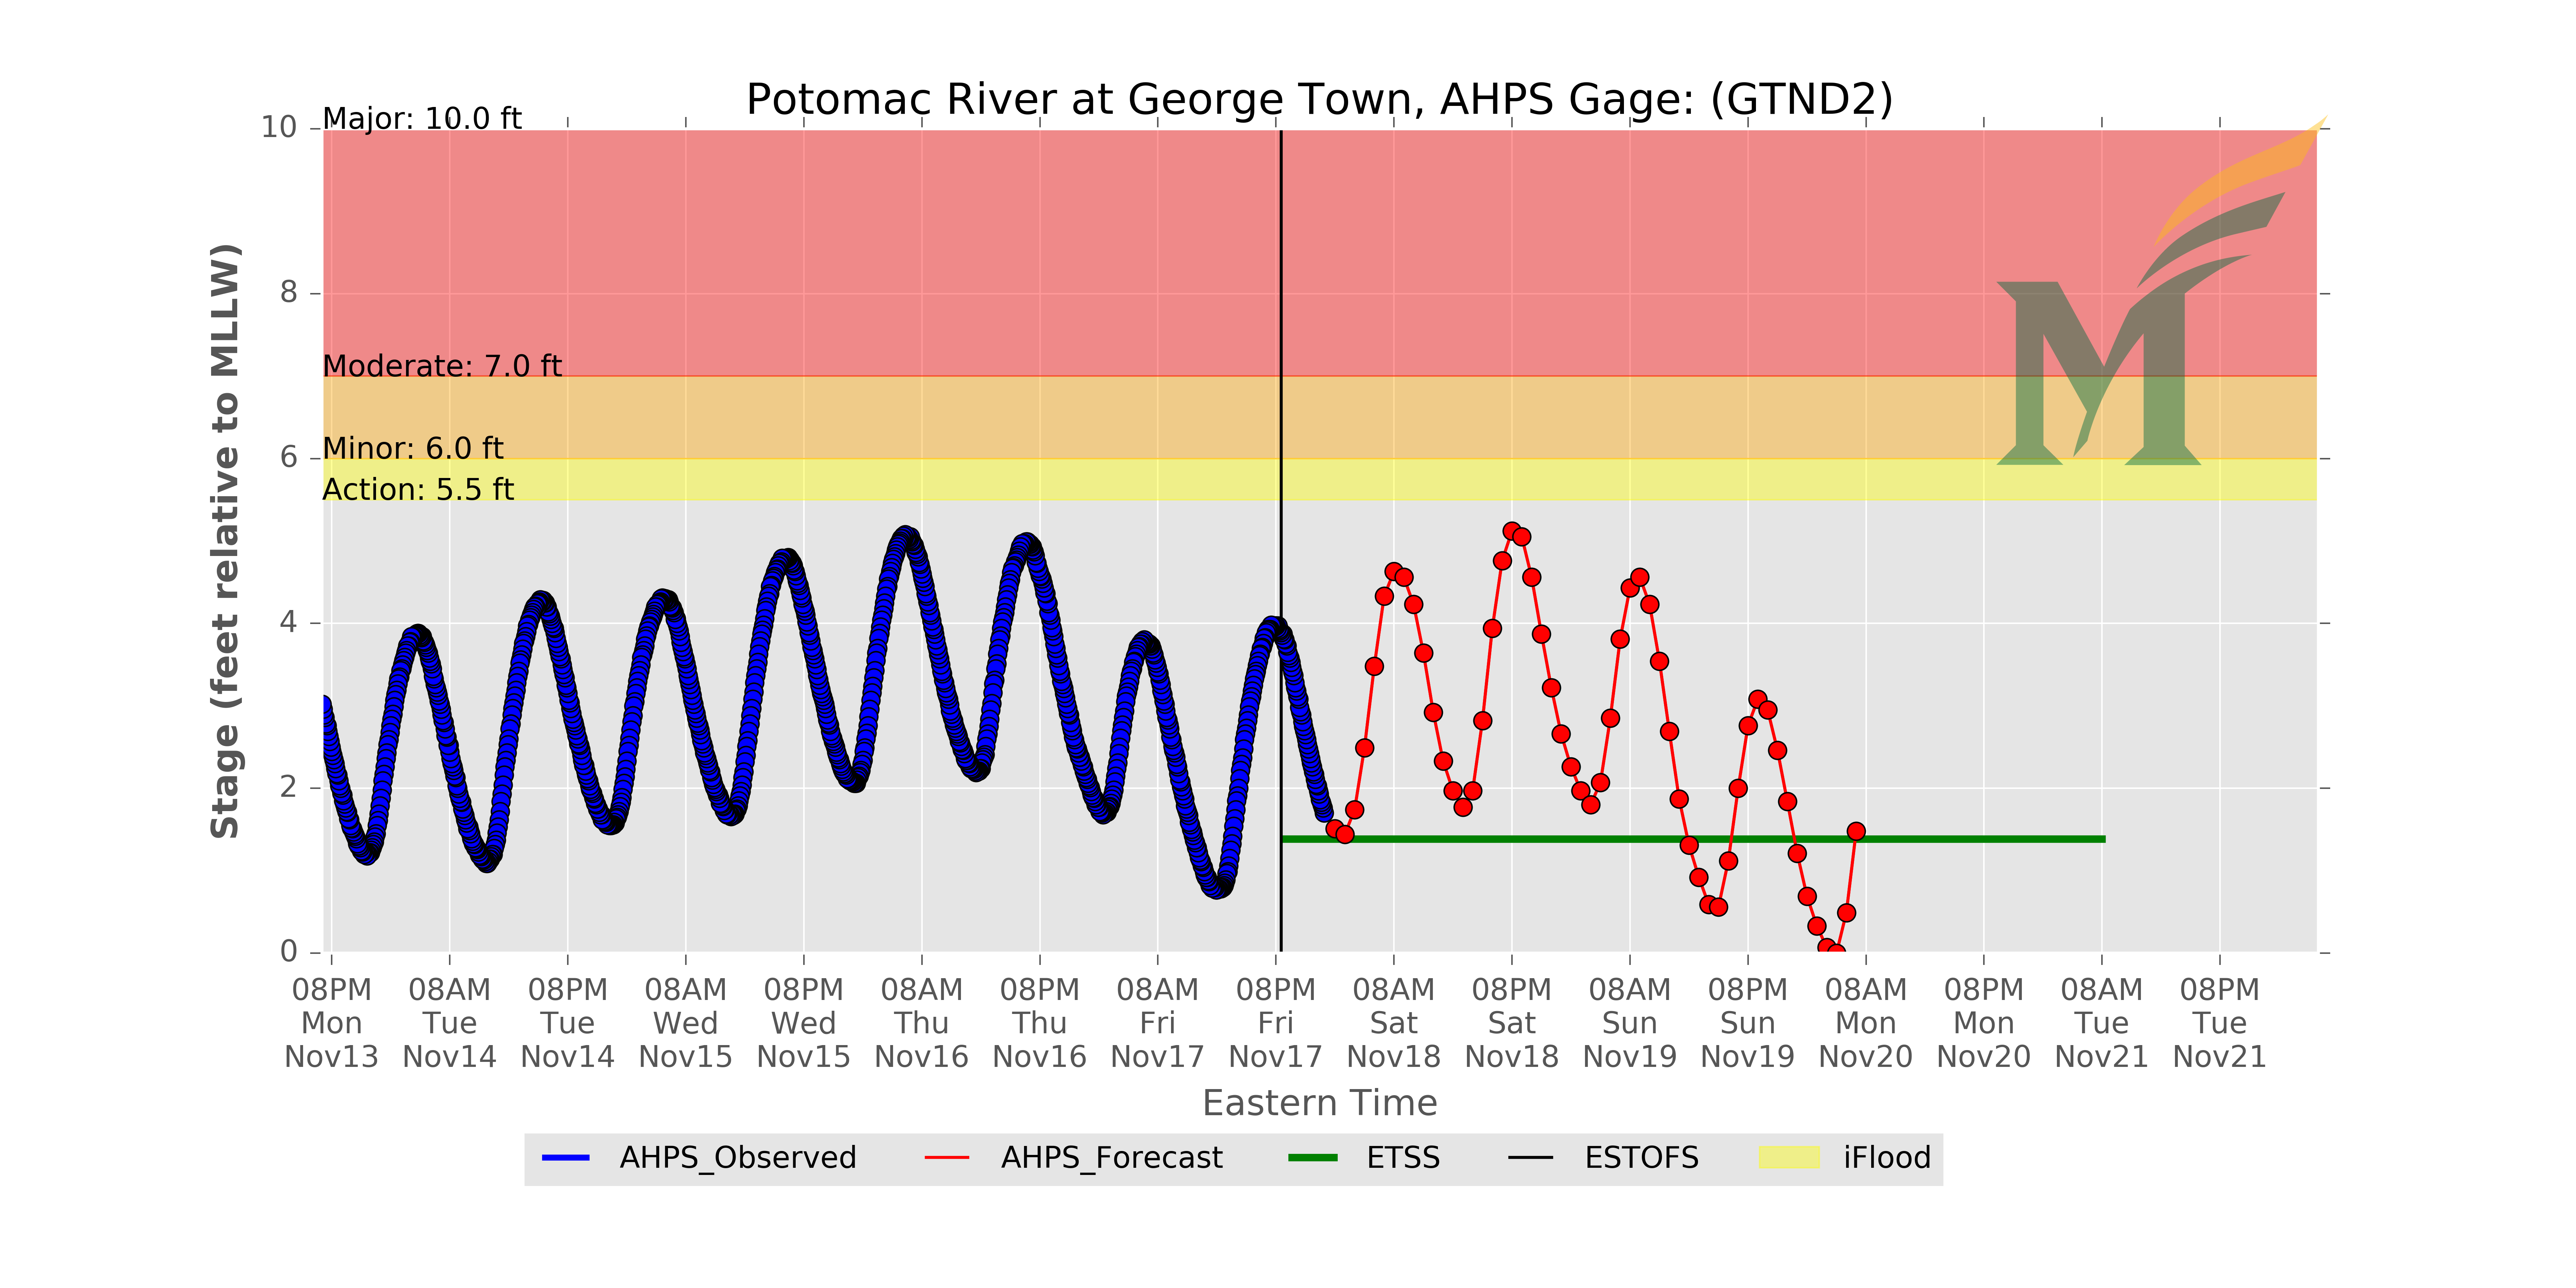 Potomac River at George Town, AHPS Gage: (GTND2)
Major: 10.0 ft
Moderate: 7.0 ft
Minor: 6.0 ft
Action: 5.5 ft
10
8
6
4
2
0
Stage (feet relative to MLLW)
08PM 08AM 08PM 08AM 08PM 08AM 08PM 08AM 08PM 08AM 08PM 08AM 08PM 08AM 08PM 08AM 08PM
Mon Tue Tue Wed Wed Thu Thu Fri Fri Sat Sat Sun Sun Mon Mon Tue Tue
Nov13 Nov14 Nov14 Nov15 Nov15 Nov16 Nov16 Nov17 Nov17 Nov18 Nov18 Nov19 Nov19 Nov20 Nov20 Nov21 Nov21
Eastern Time
AHPS_Observed AHPS_Forecast ETSS ESTOFS iFlood
M